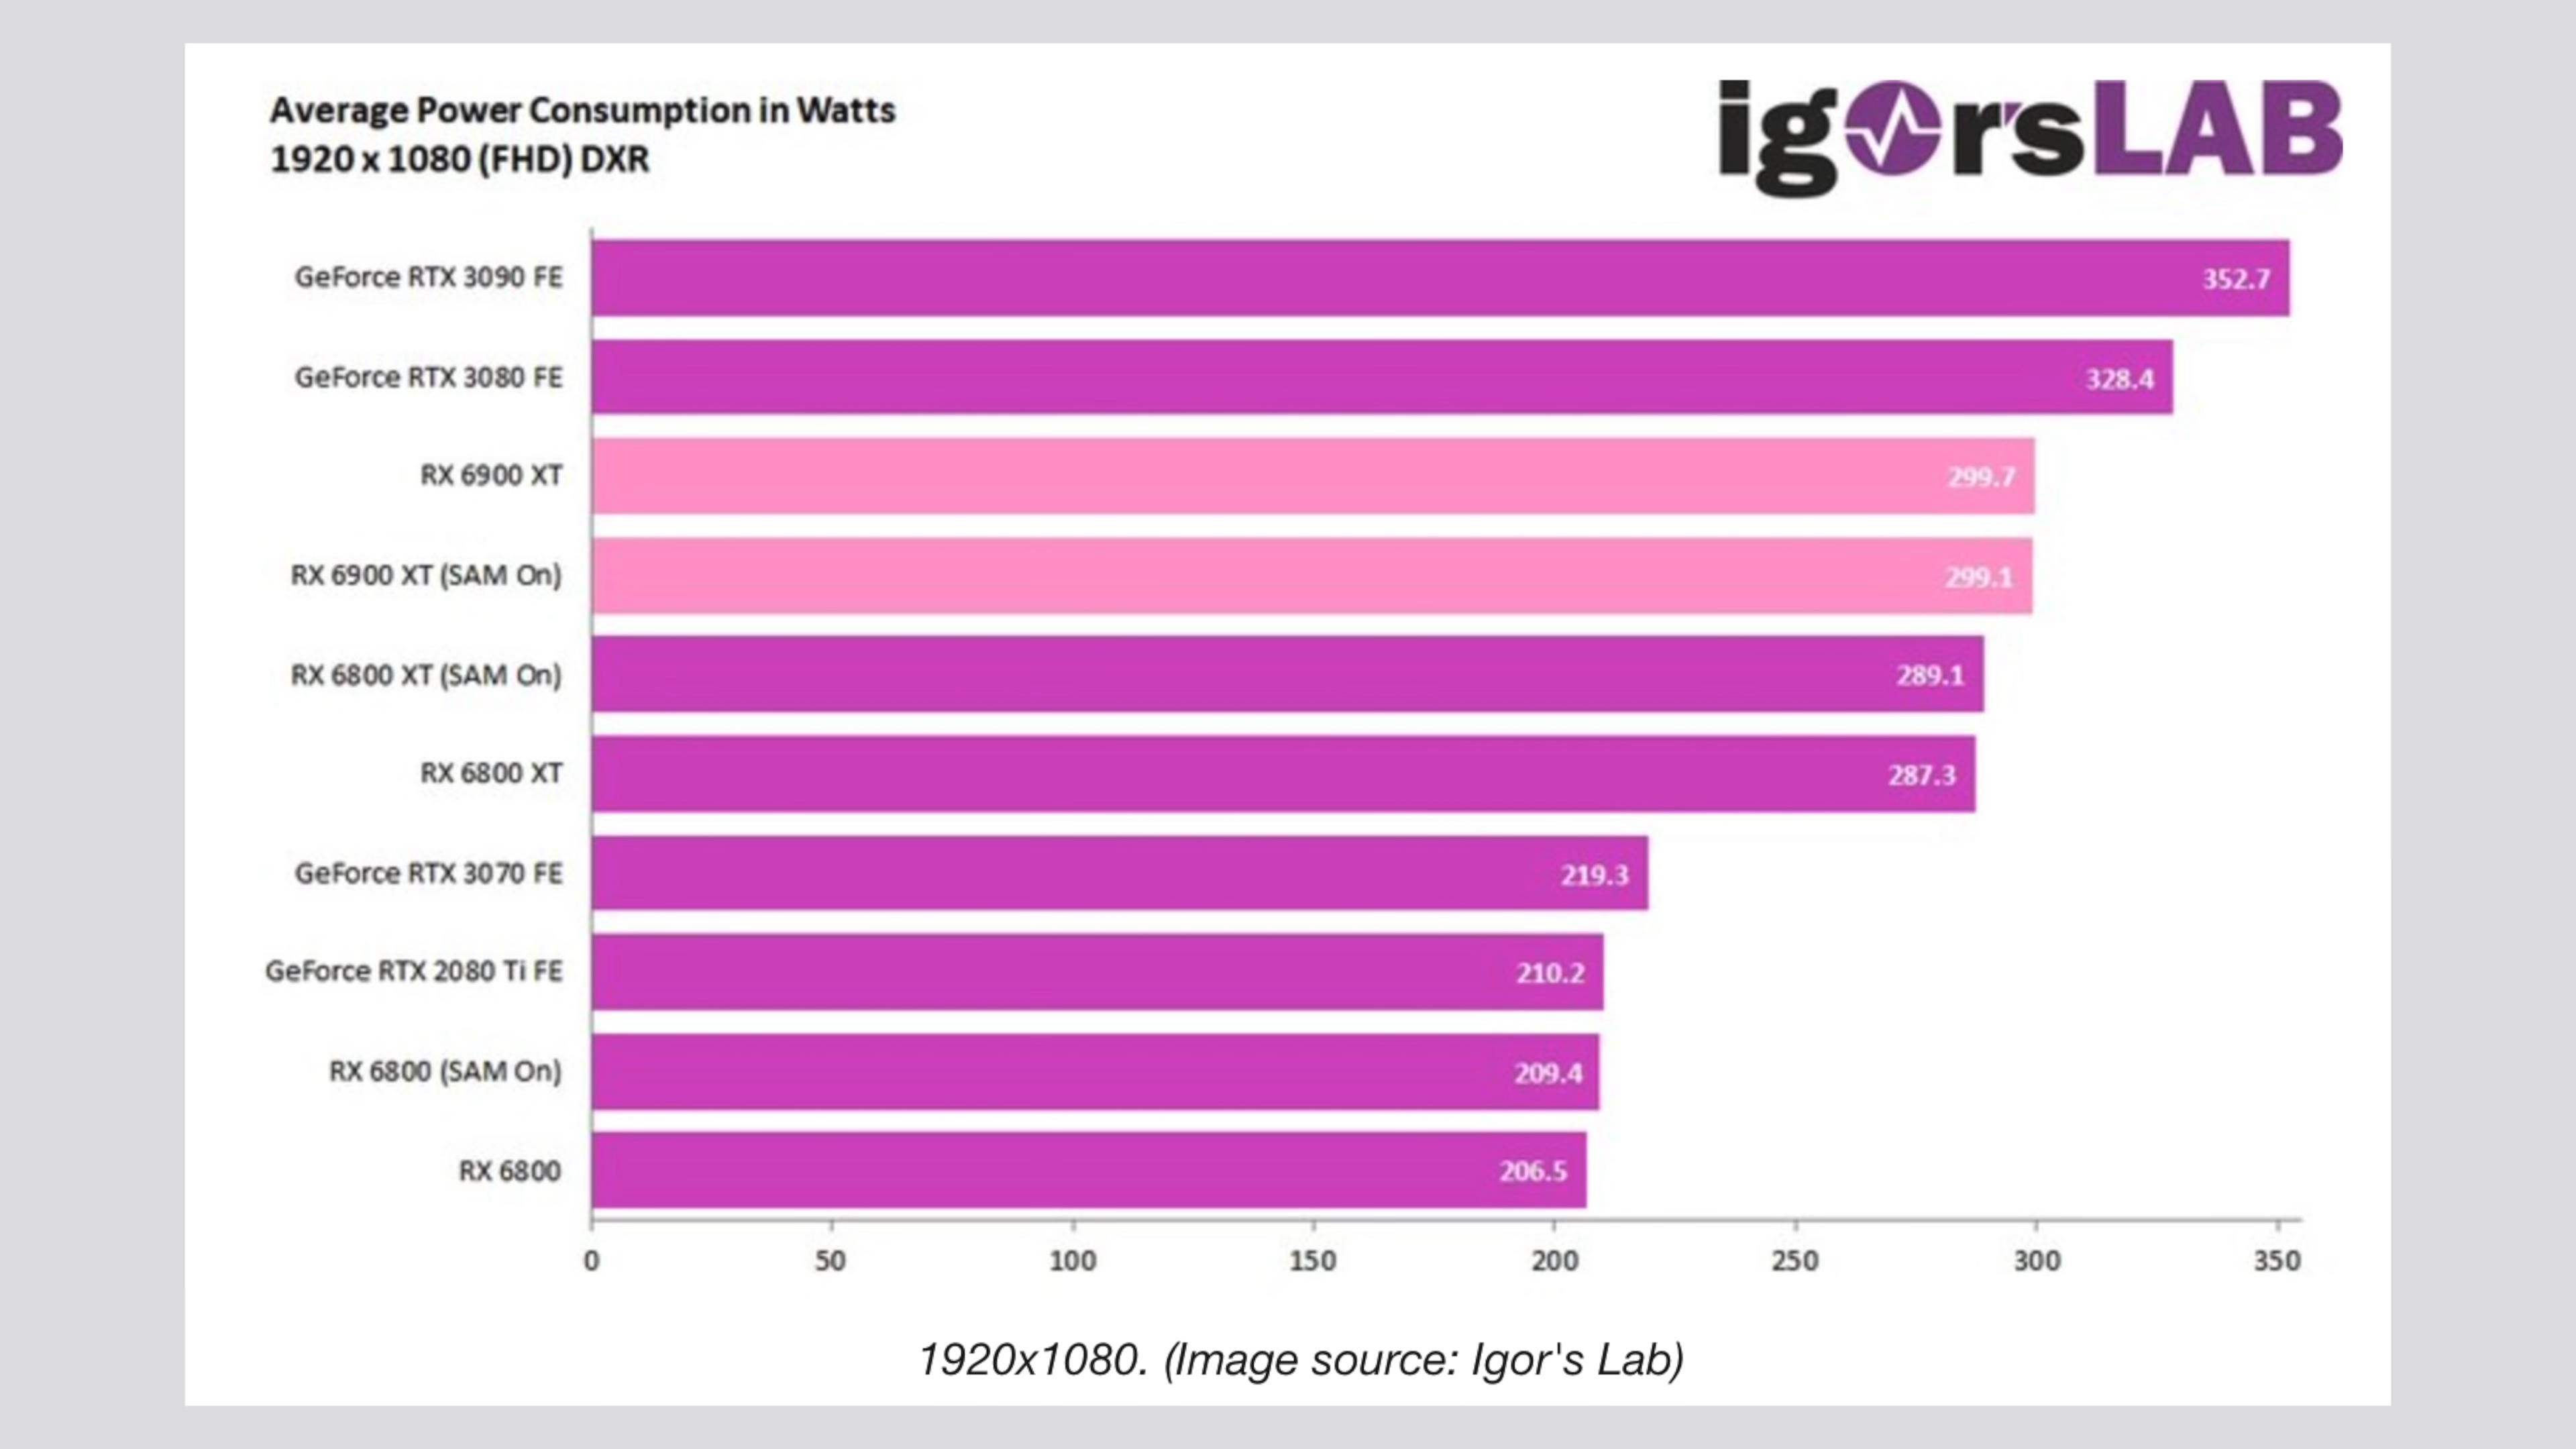 Average Power Consumption in Watts
1920 x 1080 (FHD) DXR
igorsLAB
GeForce RTX 3090 FE 352.7
GeForce RTX 3080 FE 328.4
RX 6900 XT 299.7
RX 6900 XT (SAM On) 299.1
RX 6800 XT (SAM On) 289.1
RX 6800 XT 287.3
GeForce RTX 3070 FE 219.3
GeForce RTX 2080 Ti FE 210.2
RX 6800 (SAM On) 209.4
RX 6800 206.5
0 50 100 150 200 250 300 350
1920x1080. (Image source: Igor's Lab)